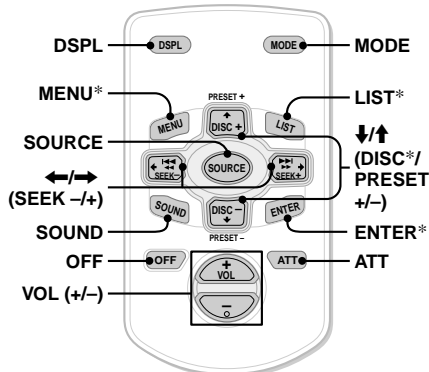 DSPL
DSPL
MODE
MODE
PRESET +
MENU*
MENU
DISC +
LIST
LIST*
SOURCE
SEEK–
SOURCE
SEEK+
←/→
(SEEK –/+)
↓/↑
(DISC*/
PRESET
+/–)
SOUND
SOUND
DISC –
ENTER
ENTER*
PRESET –
OFF
OFF
ATT
ATT
VOL (+/–)
+
VOL
–